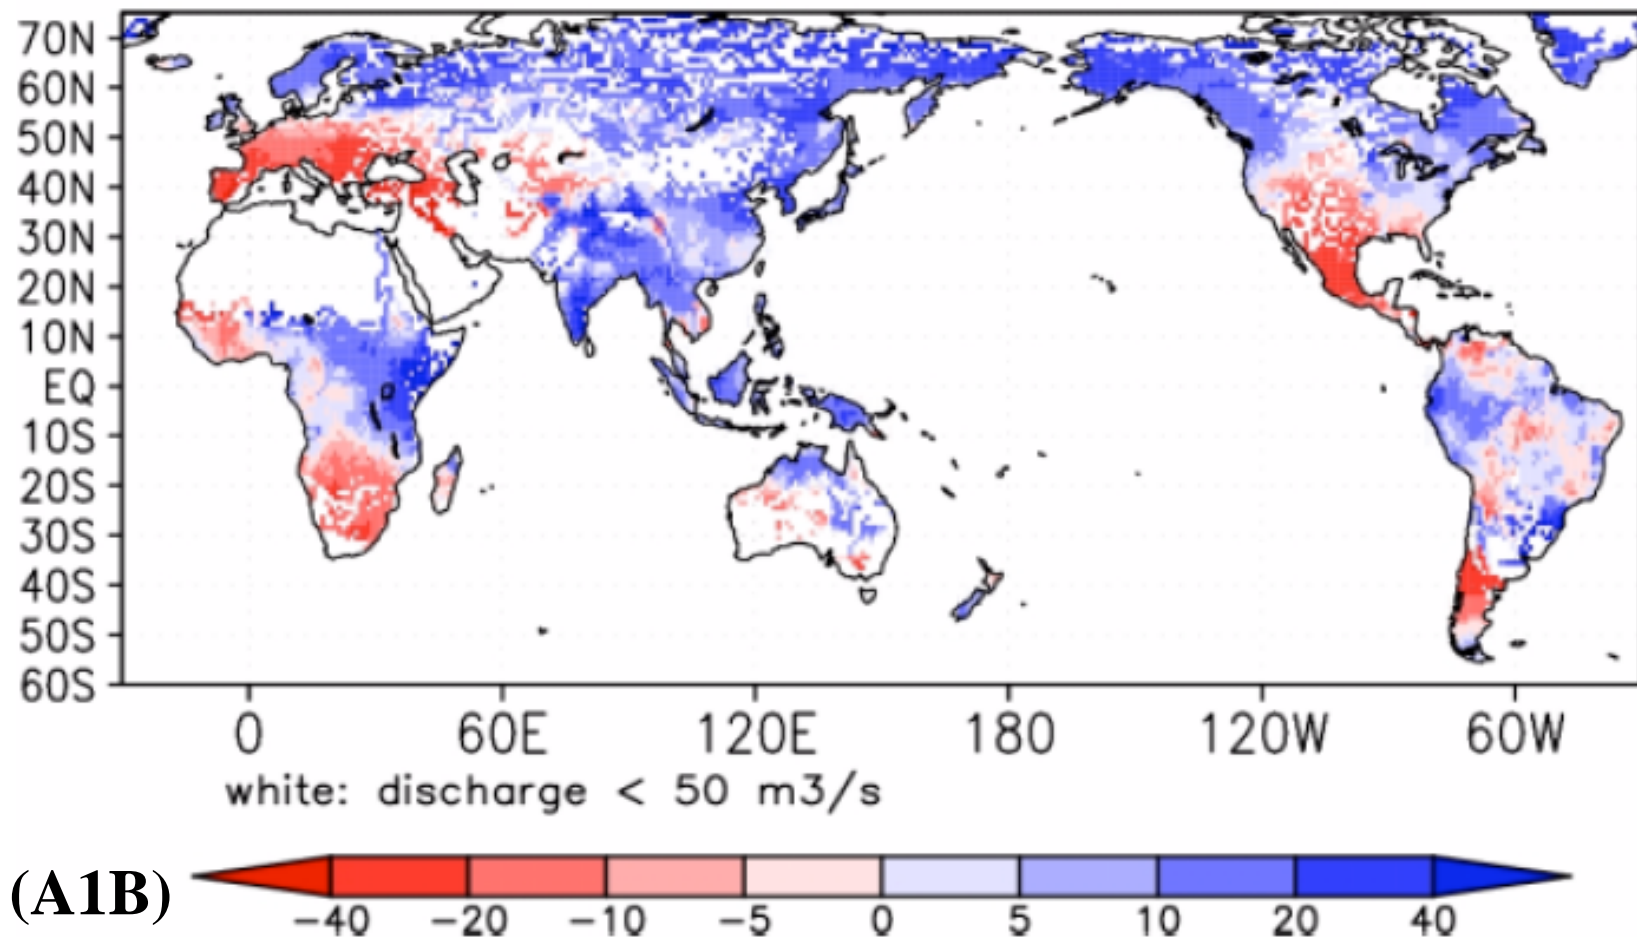 70N
60N
50N
40N
30N
20N
10N
EQ
10S
20S
30S
40S
50S
60S
0 60E 120E 180 120W 60W
white: discharge < 50 m3/s
(A1B)
−40 −20 −10 −5 0 5 10 20 40